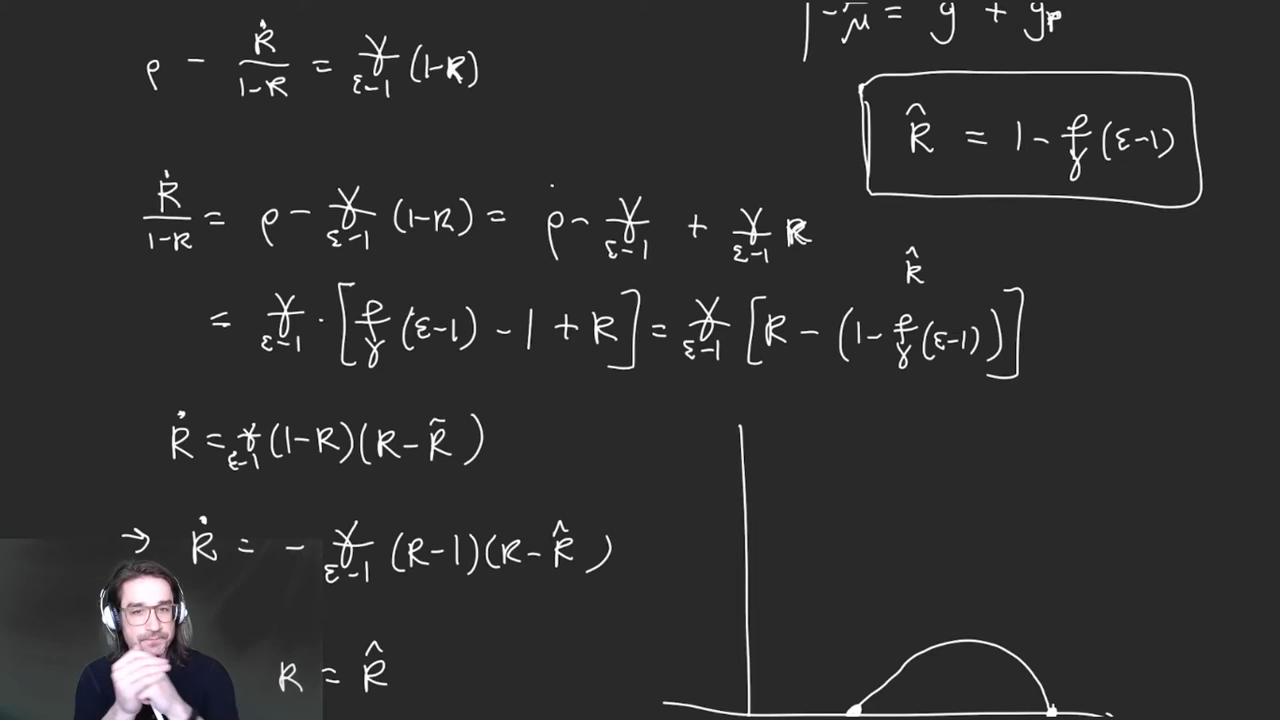 1 - μ̄ = y + y
ρ - Ṙ/(1-R) = γ/(ε-1) (1-R)
R̂ = 1 - ρ/γ (ε-1)
Ṙ/(1-R) = ρ - γ/(ε-1) (1-R) = ρ - γ/(ε-1) + γ/(ε-1) R
R̂
= γ/(ε-1) · [ρ/γ (ε-1) - 1 + R] = γ/(ε-1) [R - (1 - ρ/γ (ε-1))]
Ṙ = γ/(ε-1) (1-R)(R - R̃)
→ Ṙ = - γ/(ε-1) (R-1)(R - R̂)
R = R̂